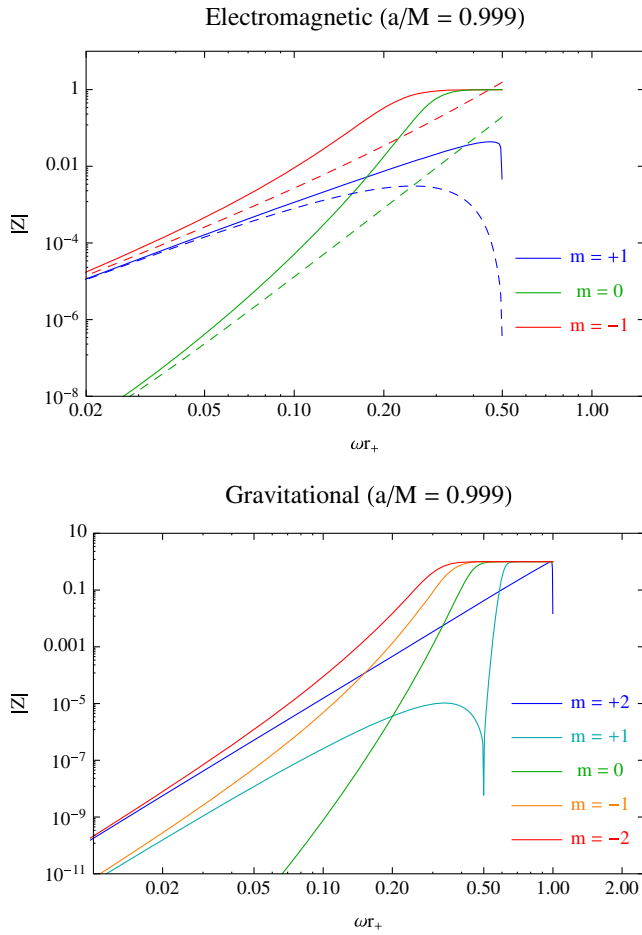 Electromagnetic (a/M = 0.999)
1
0.01
10⁻⁴
10⁻⁶
10⁻⁸
|Z|
m = +1
m = 0
m = −1
0.02 0.05 0.10 0.20 0.50 1.00
ωr₊
Gravitational (a/M = 0.999)
10
0.1
0.001
10⁻⁵
10⁻⁷
10⁻⁹
10⁻¹¹
|Z|
m = +2
m = +1
m = 0
m = −1
m = −2
0.02 0.05 0.10 0.20 0.50 1.00 2.00
ωr₊